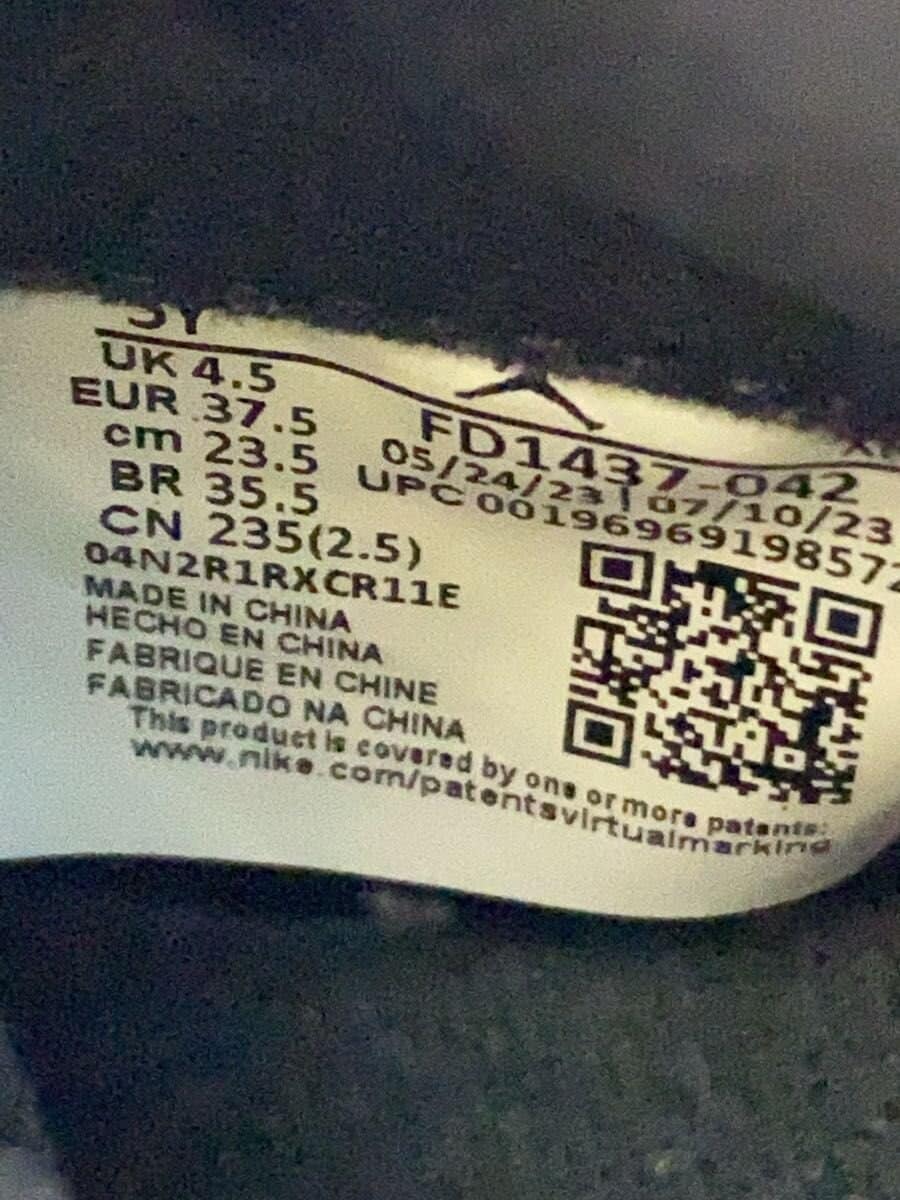 5Y
UK 4.5
EUR 37.5
cm 23.5
BR 35.5
CN 235(2.5)
04N2R1RXCR11E
MADE IN CHINA
HECHO EN CHINA
FABRIQUE EN CHINE
FABRICADO NA CHINA
FD1437-042
05/24/23 | 07/10/23
UPC 00196969198572
This product is covered by one or more patents:
www.nike.com/patentsvirtualmarking